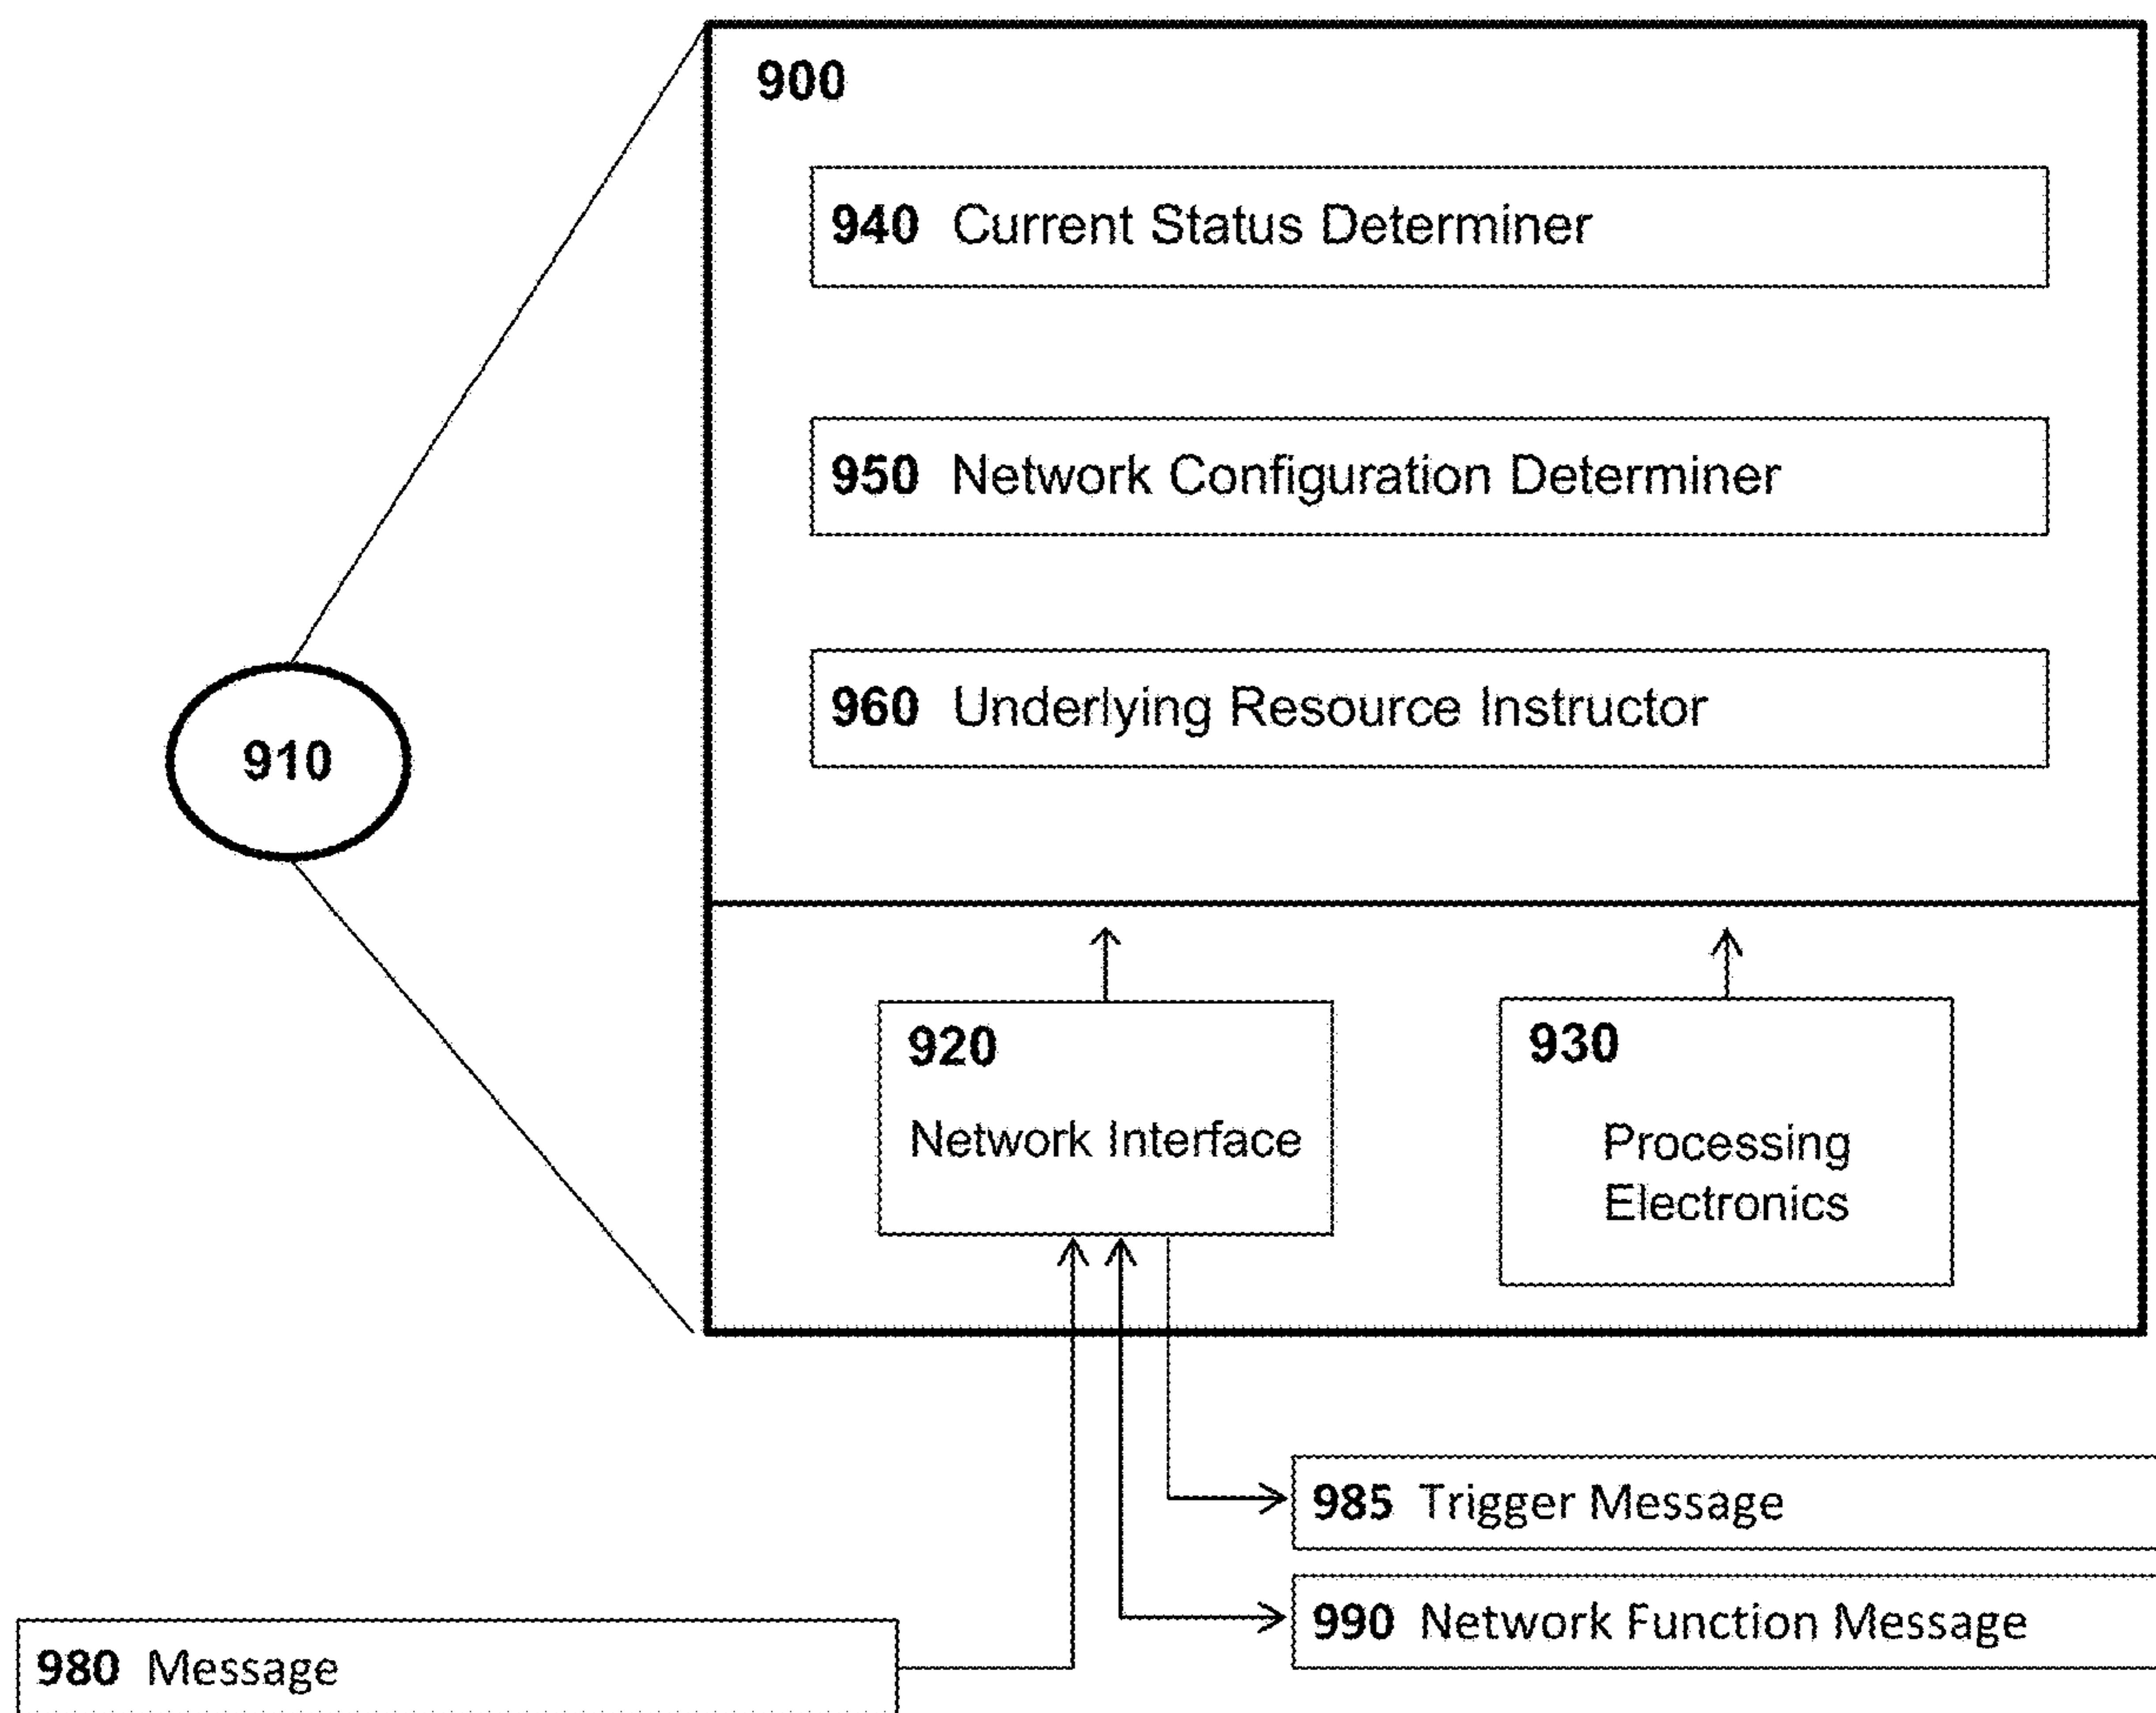 900
940 Current Status Determiner
950 Network Configuration Determiner
960 Underlying Resource Instructor
910
920
Network Interface
930
Processing
Electronics
985 Trigger Message
990 Network Function Message
980 Message